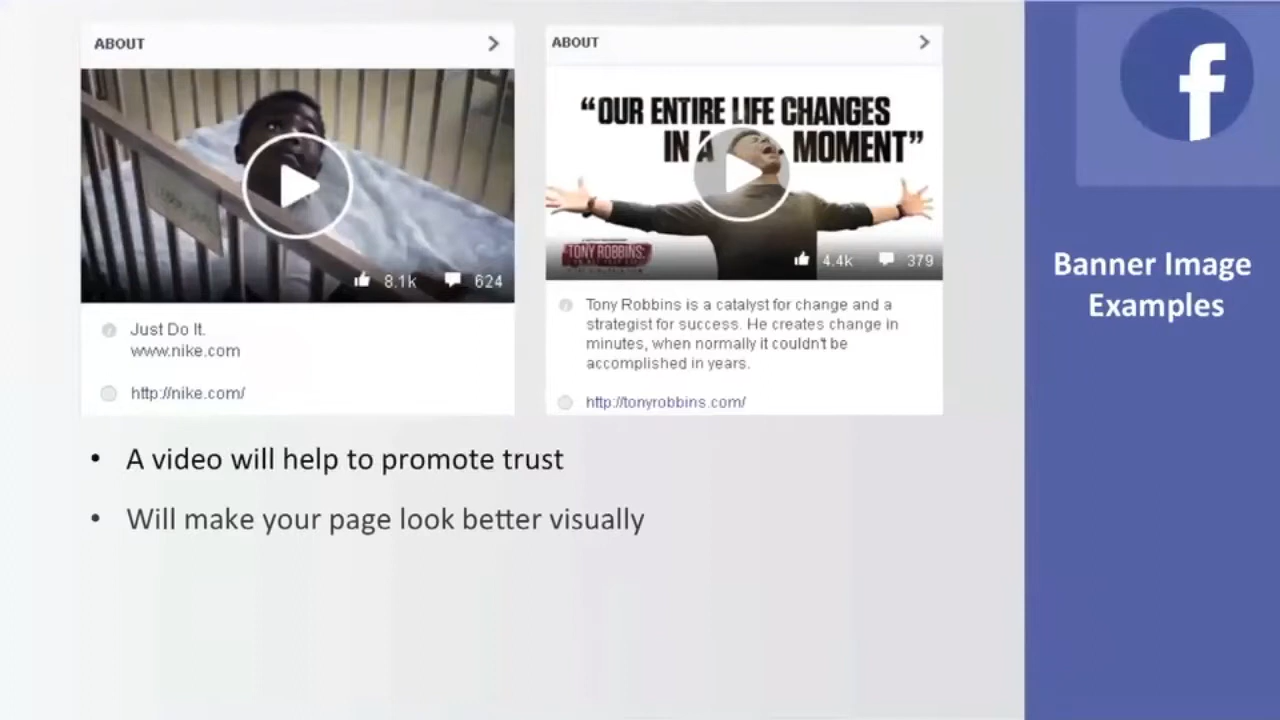 ABOUT
8.1k 624
Just Do It.
www.nike.com
http://nike.com/
ABOUT
“OUR ENTIRE LIFE CHANGES
IN A MOMENT”
TONY ROBBINS:
4.4k 379
Tony Robbins is a catalyst for change and a
strategist for success. He creates change in
minutes, when normally it couldn't be
accomplished in years.
http://tonyrobbins.com/
• A video will help to promote trust
• Will make your page look better visually
f
Banner Image
Examples